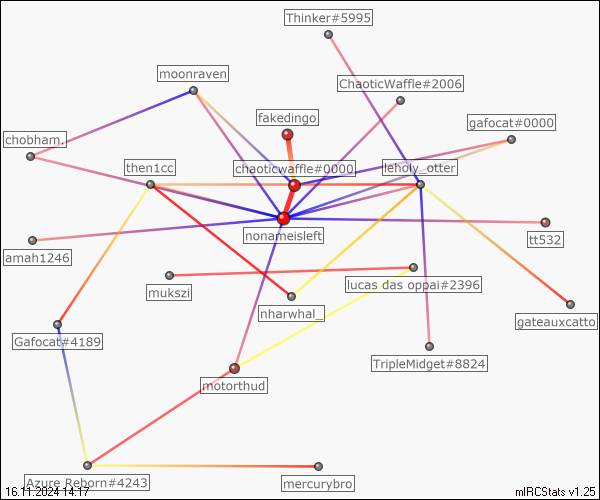 Thinker#5995
moonraven
ChaoticWaffle#2006
fakedingo
gafocat#0000
chobham.
then1cc
chaoticwaffle#0000
leholy_otter
nonameisleft
tt532
amah1246
mukszi
lucas das oppai#2396
nharwhal_
gateauxcatto
Gafocat#4189
TripleMidget#8824
motorthud
Azure Reborn#4243
mercurybro
16.11.2024 14:17
mIRCStats v1.25